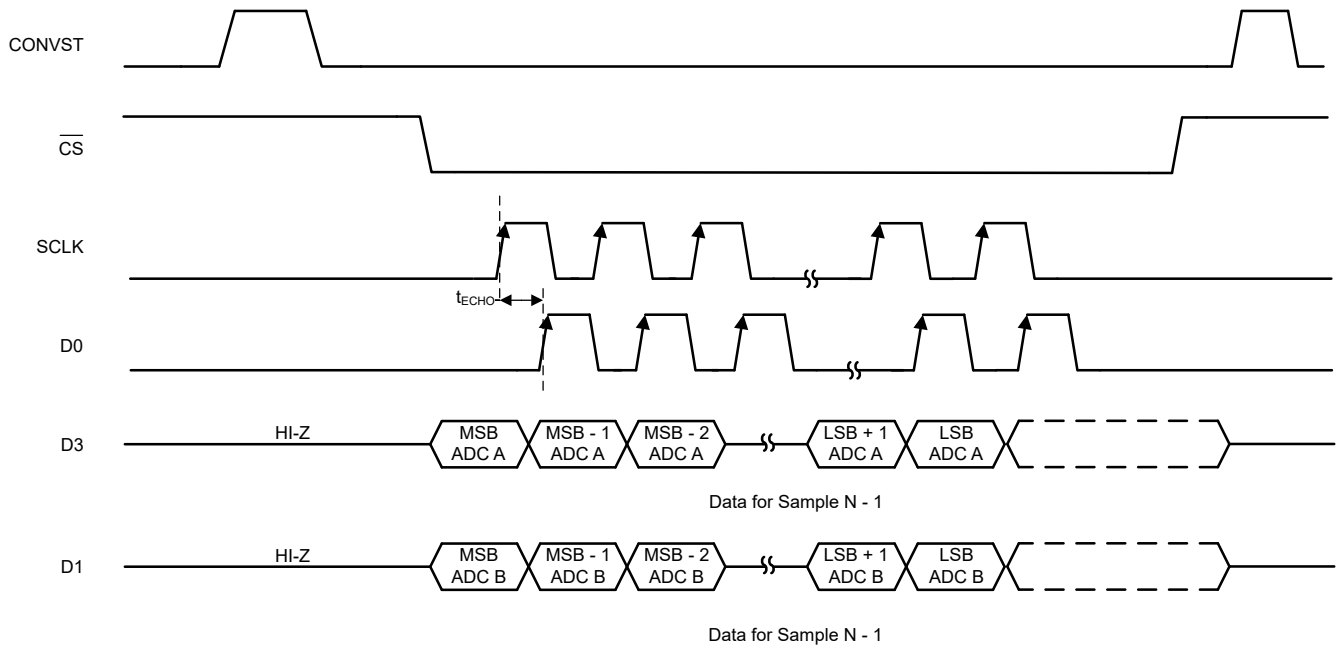 CONVST
CS
SCLK
tECHO
D0
D3
HI-Z
MSB
ADC A
MSB - 1
ADC A
MSB - 2
ADC A
LSB + 1
ADC A
LSB
ADC A
Data for Sample N - 1
D1
HI-Z
MSB
ADC B
MSB - 1
ADC B
MSB - 2
ADC B
LSB + 1
ADC B
LSB
ADC B
Data for Sample N - 1